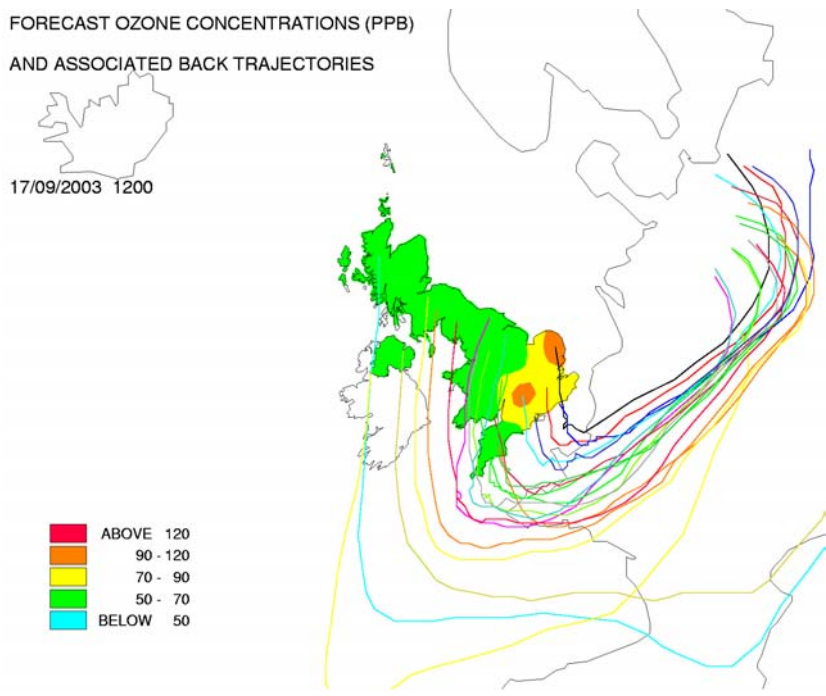 FORECAST OZONE CONCENTRATIONS (PPB)
AND ASSOCIATED BACK TRAJECTORIES
17/09/2003 1200
ABOVE 120
90 - 120
70 - 90
50 - 70
BELOW 50